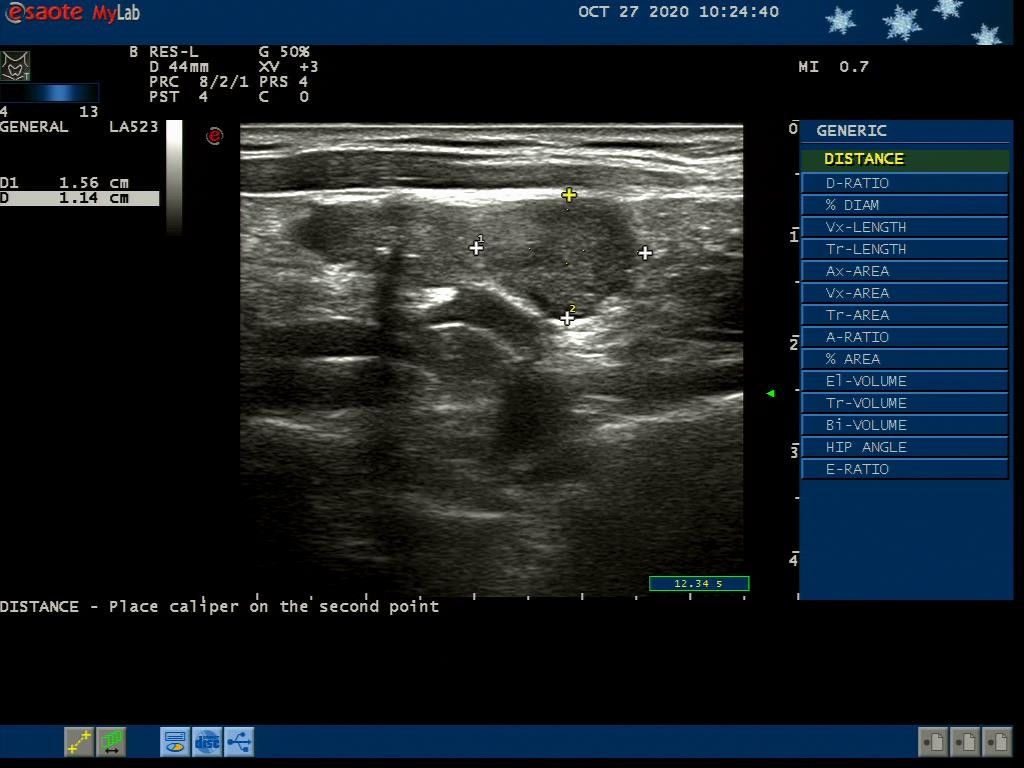 esaote MyLab
OCT 27 2020 10:24:40
B RES-L G 50%
D 44mm XV +3
PRC 8/2/1 PRS 4
PST 4 C 0
MI 0.7
4 13
GENERAL LA523
D1 1.56 cm
D 1.14 cm
e
1
2
0
1
2
3
4
GENERIC
DISTANCE
D-RATIO
% DIAM
Vx-LENGTH
Tr-LENGTH
Ax-AREA
Vx-AREA
Tr-AREA
A-RATIO
% AREA
El-VOLUME
Tr-VOLUME
Bi-VOLUME
HIP ANGLE
E-RATIO
12.34 s
DISTANCE - Place caliper on the second point
disc